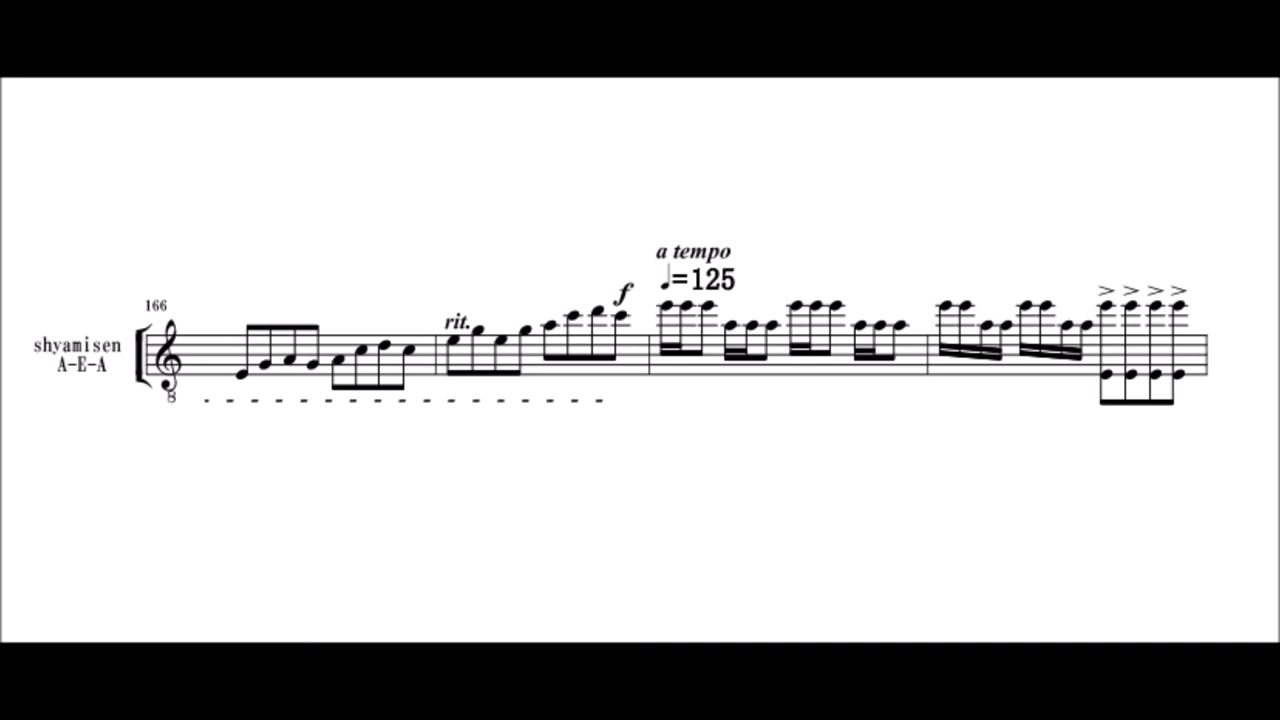 a tempo
♩=125
166
rit.
f
shyamisen
A-E-A
8